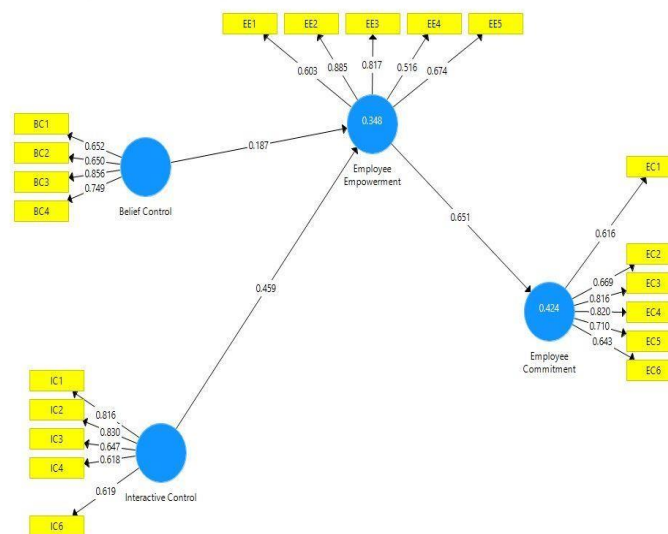 EE1
EE2
EE3
EE4
EE5
0.603
0.885
0.817
0.516
0.674
0.348
Employee
Empowerment
BC1
BC2
BC3
BC4
0.652
0.650
0.856
0.749
Belief Control
0.187
0.459
0.651
EC1
EC2
EC3
EC4
EC5
EC6
0.616
0.669
0.816
0.820
0.710
0.643
0.424
Employee
Commitment
IC1
IC2
IC3
IC4
IC6
0.816
0.830
0.647
0.618
0.619
Interactive Control